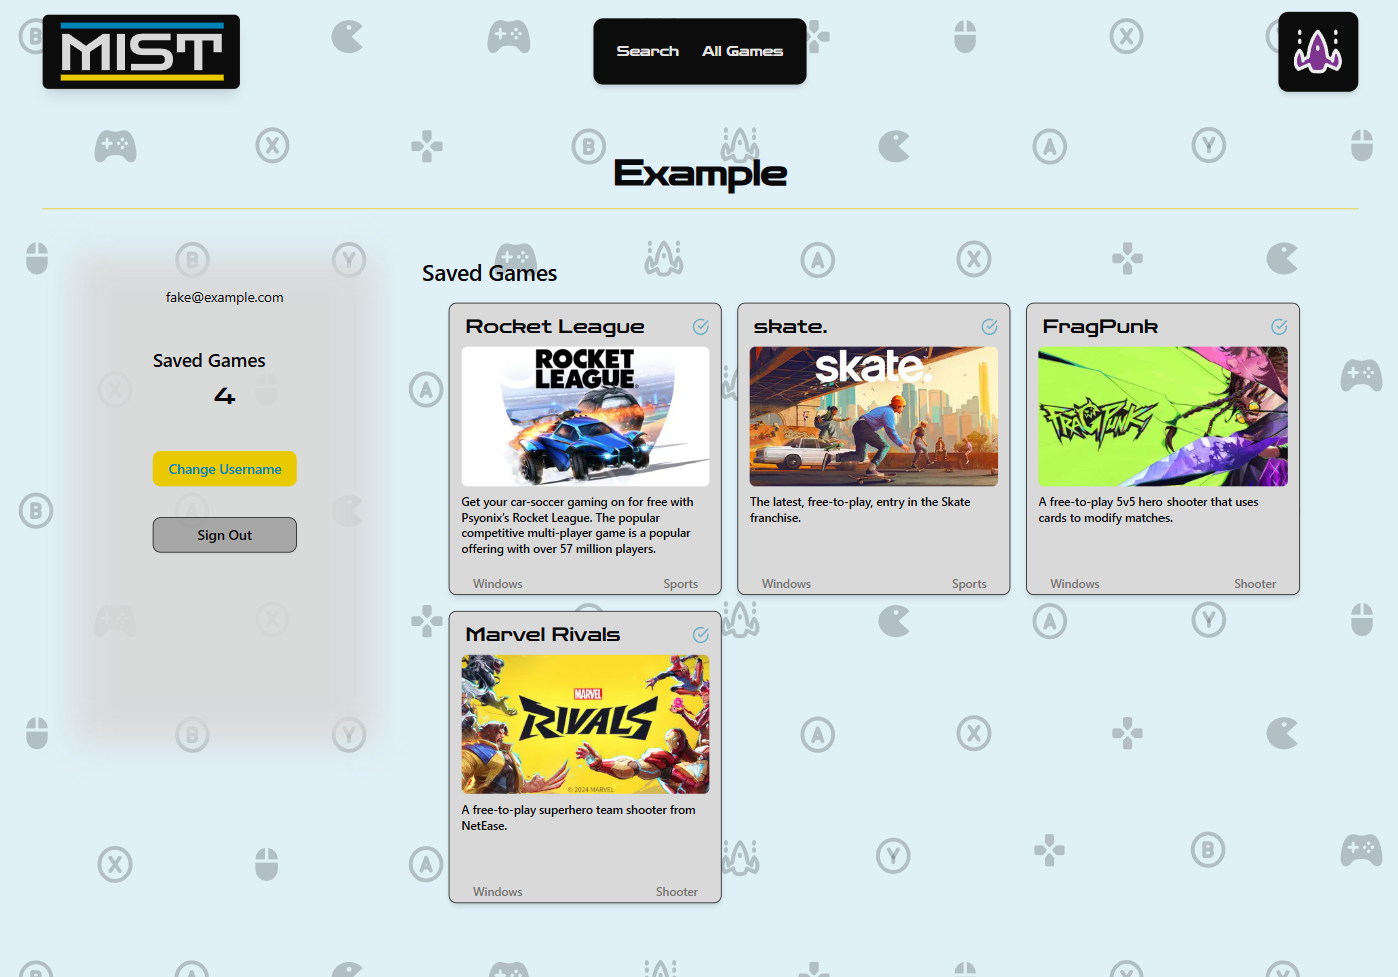 MIST
Search All Games
Example
fake@example.com
Saved Games
4
Change Username
Sign Out
Saved Games
Rocket League
ROCKET
LEAGUE
Get your car-soccer gaming on for free with
Psyonix's Rocket League. The popular
competitive multi-player game is a popular
offering with over 57 million players.
Windows Sports
skate.
skate.
The latest, free-to-play, entry in the Skate
franchise.
Windows Sports
FragPunk
FRAGPUNK
A free-to-play 5v5 hero shooter that uses
cards to modify matches.
Windows Shooter
Marvel Rivals
MARVEL
RIVALS
© 2024 MARVEL
A free-to-play superhero team shooter from
NetEase.
Windows Shooter